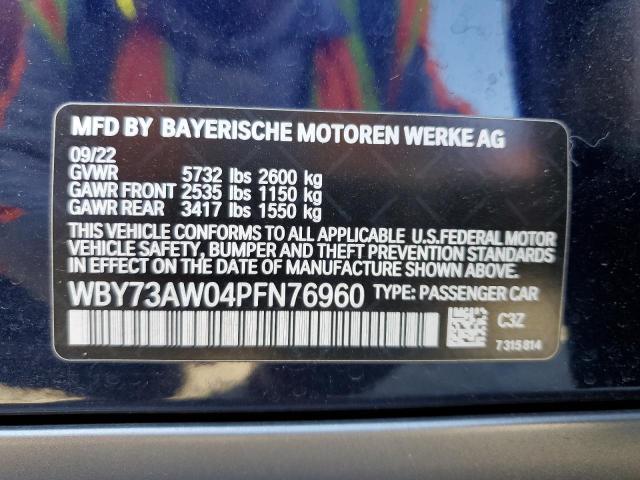 MFD BY BAYERISCHE MOTOREN WERKE AG
09/22
GVWR 5732 lbs 2600 kg
GAWR FRONT 2535 lbs 1150 kg
GAWR REAR 3417 lbs 1550 kg
THIS VEHICLE CONFORMS TO ALL APPLICABLE U.S.FEDERAL MOTOR
VEHICLE SAFETY, BUMPER AND THEFT PREVENTION STANDARDS
IN EFFECT ON THE DATE OF MANUFACTURE SHOWN ABOVE.
WBY73AW04PFN76960 TYPE: PASSENGER CAR
C3Z
7315814